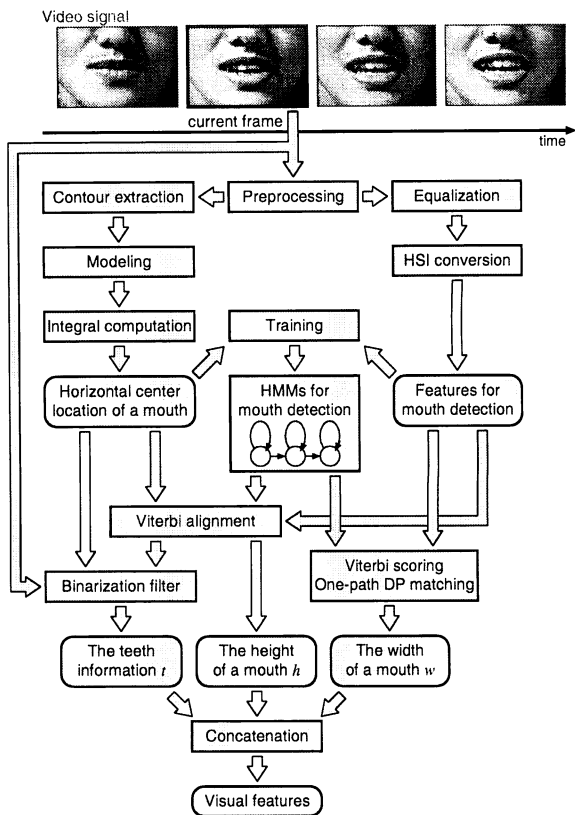 Video signal
current frame
time
Contour extraction
Preprocessing
Equalization
Modeling
HSI conversion
Integral computation
Training
Horizontal center
location of a mouth
HMMs for
mouth detection
Features for
mouth detection
Viterbi alignment
Binarization filter
Viterbi scoring
One-path DP matching
The teeth
information t
The height
of a mouth h
The width
of a mouth w
Concatenation
Visual features